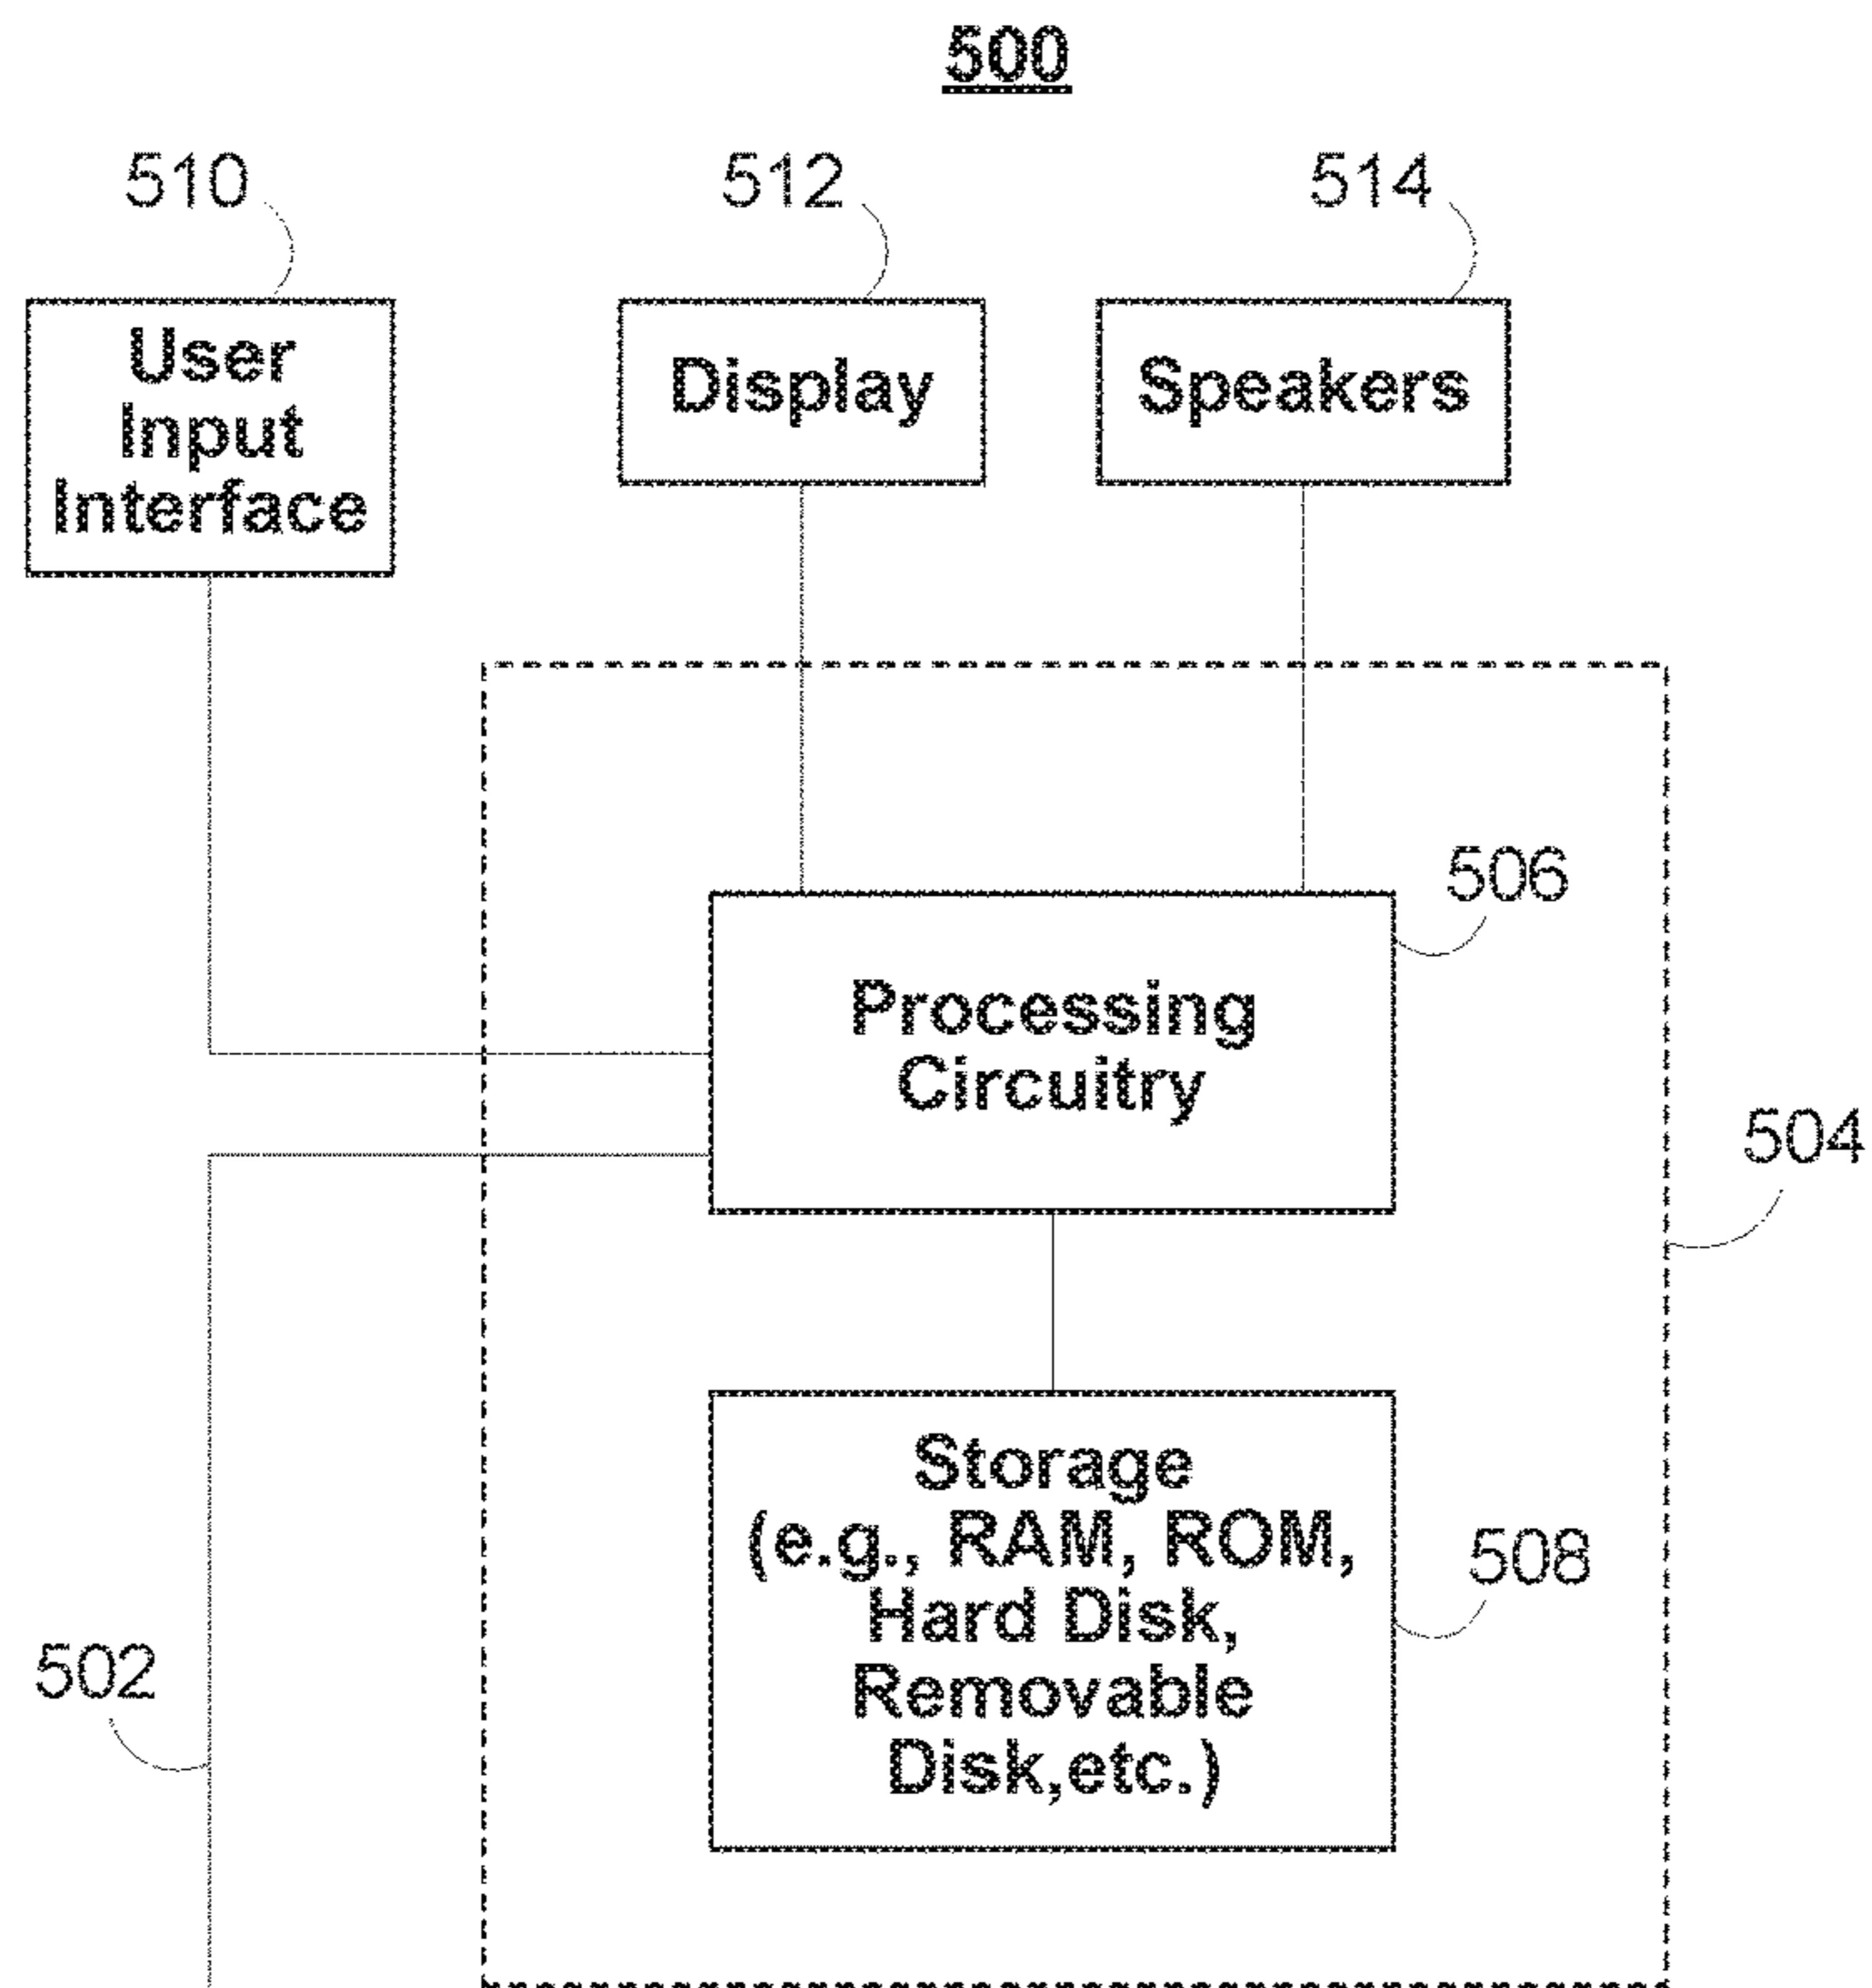 500
510
512
514
User
Input
Interface
Display
Speakers
506
Processing
Circuitry
504
Storage
(e.g., RAM, ROM,
Hard Disk,
Removable
Disk,etc.)
508
502